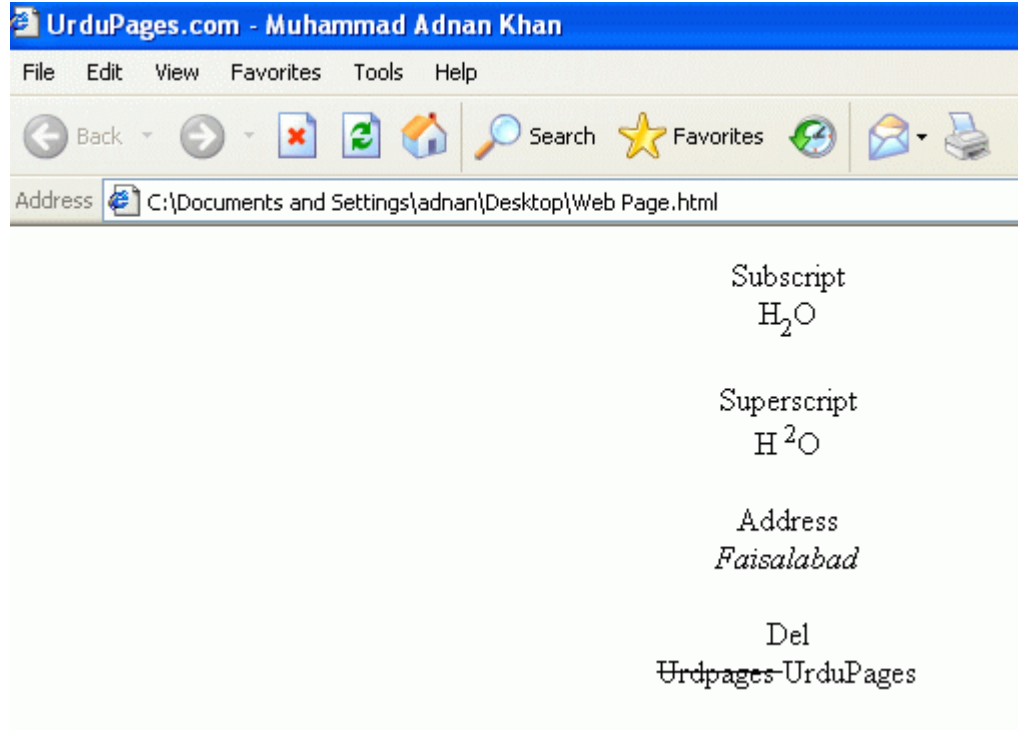 UrduPages.com - Muhammad Adnan Khan
File Edit View Favorites Tools Help
Back Search Favorites
Address C:\Documents and Settings\adnan\Desktop\Web Page.html
Subscript
H₂O
Superscript
H ²O
Address
Faisalabad
Del
Urdpages UrduPages